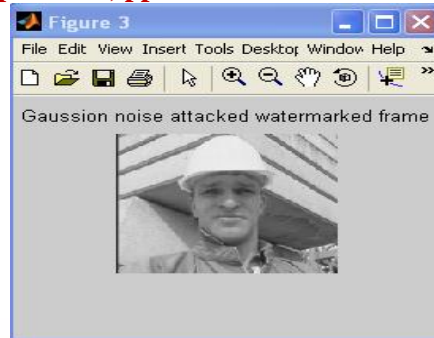 Figure 3
File Edit View Insert Tools Desktop Window Help
Gaussion noise attacked watermarked frame